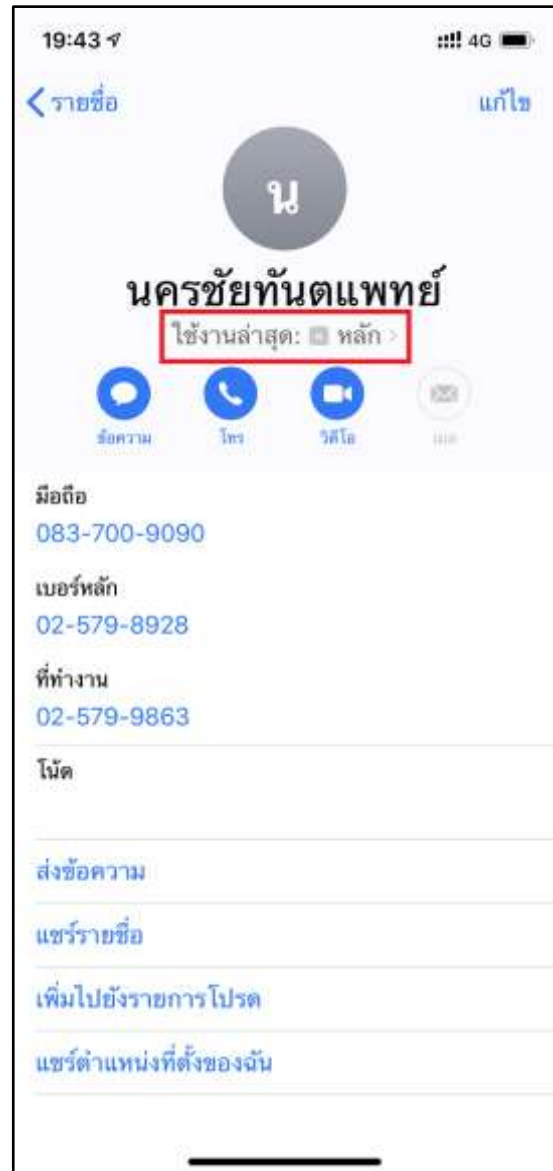 19:43
4G
รายชื่อ
แก้ไข
น
นครชัยทันตแพทย์
ใช้งานล่าสุด: หลัก
ข้อความ โทร วิดีโอ เมล
มือถือ
083-700-9090
เบอร์หลัก
02-579-8928
ที่ทำงาน
02-579-9863
โน้ต
ส่งข้อความ
แชร์รายชื่อ
เพิ่มไปยังรายการโปรด
แชร์ตำแหน่งที่ตั้งของฉัน